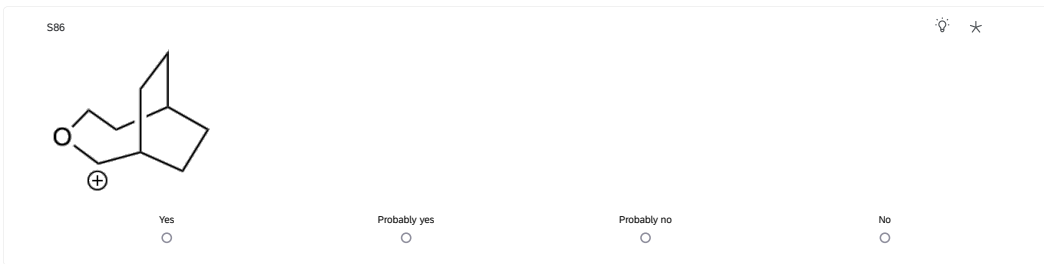 S86
O
⊕
Yes
Probably yes
Probably no
No